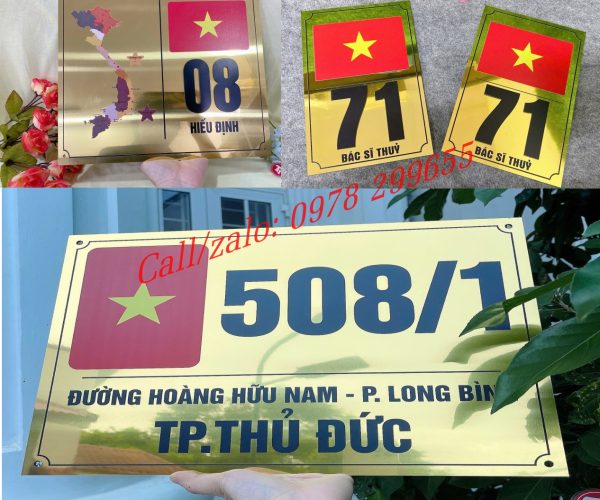 08
HIẾU ĐỊNH
71
BÁC SĨ THUỶ
71
BÁC SĨ THUỶ
Call/zalo: 0978 299655
508/1
ĐƯỜNG HOÀNG HỮU NAM - P. LONG BÌN
TP.THỦ ĐỨC